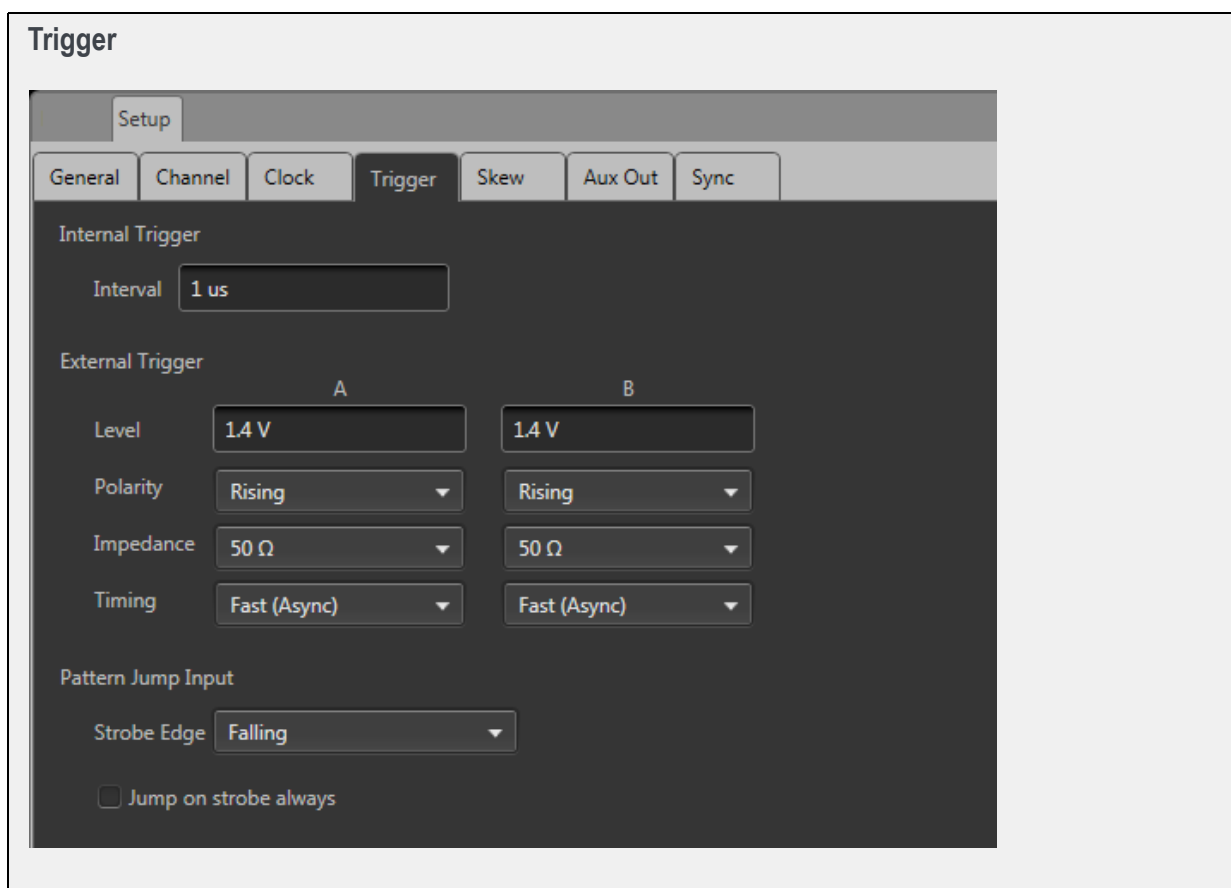 Trigger
Setup
General Channel Clock Trigger Skew Aux Out Sync
Internal Trigger
Interval 1 us
External Trigger
A B
Level 1.4 V 1.4 V
Polarity Rising Rising
Impedance 50 Ω 50 Ω
Timing Fast (Async) Fast (Async)
Pattern Jump Input
Strobe Edge Falling
Jump on strobe always